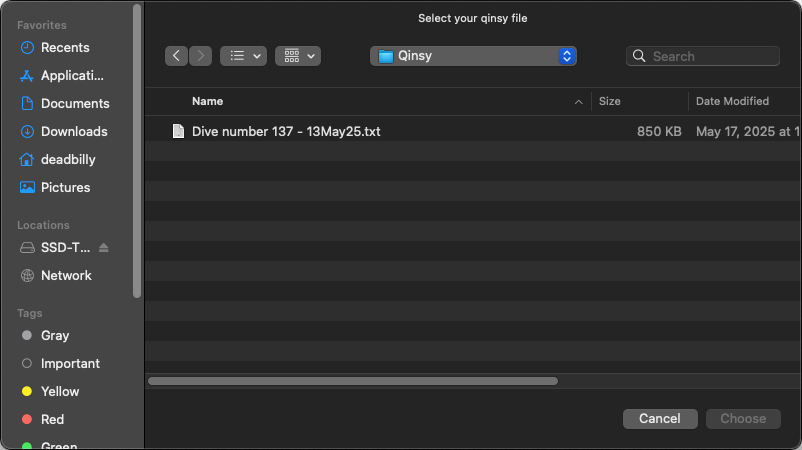 Select your qinsy file
Favorites
Recents
Applicati...
Documents
Downloads
deadbilly
Pictures
Locations
SSD-T...
Network
Tags
Gray
Important
Yellow
Red
Green
Qinsy
Search
Name Size Date Modified
Dive number 137 - 13May25.txt 850 KB May 17, 2025 at 1
Cancel Choose